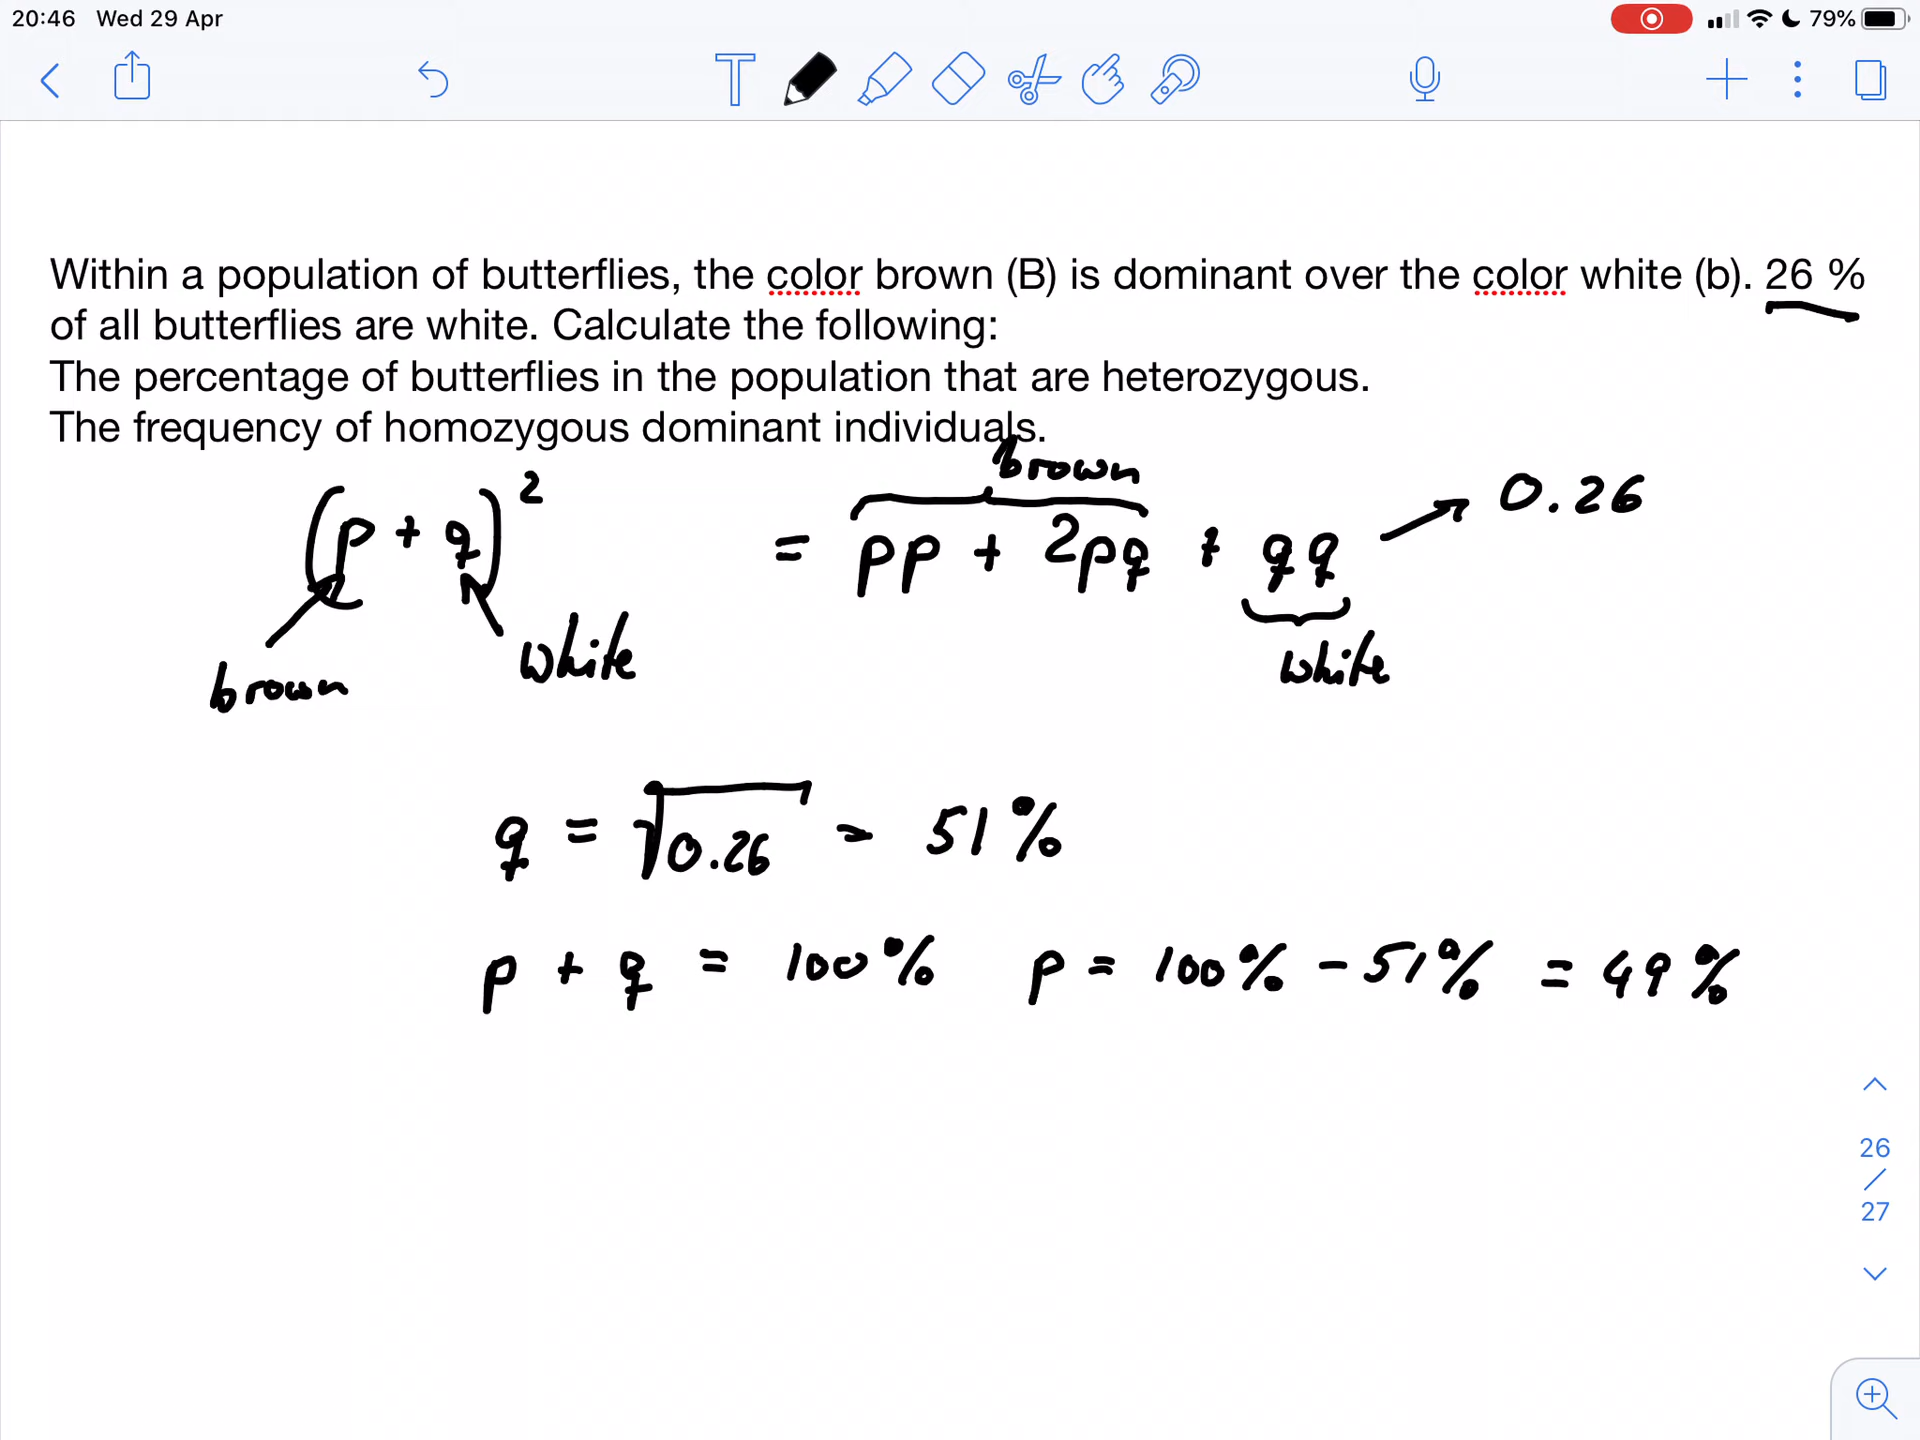 20:46 Wed 29 Apr 79%
Within a population of butterflies, the color brown (B) is dominant over the color white (b). 26 %
of all butterflies are white. Calculate the following:
The percentage of butterflies in the population that are heterozygous.
The frequency of homozygous dominant individuals.
brown
(p + q)² = pp + 2pq + qq → 0.26
brown white white
q = √0.26 = 51%
p + q = 100% p = 100% - 51% = 49%
26
/
27